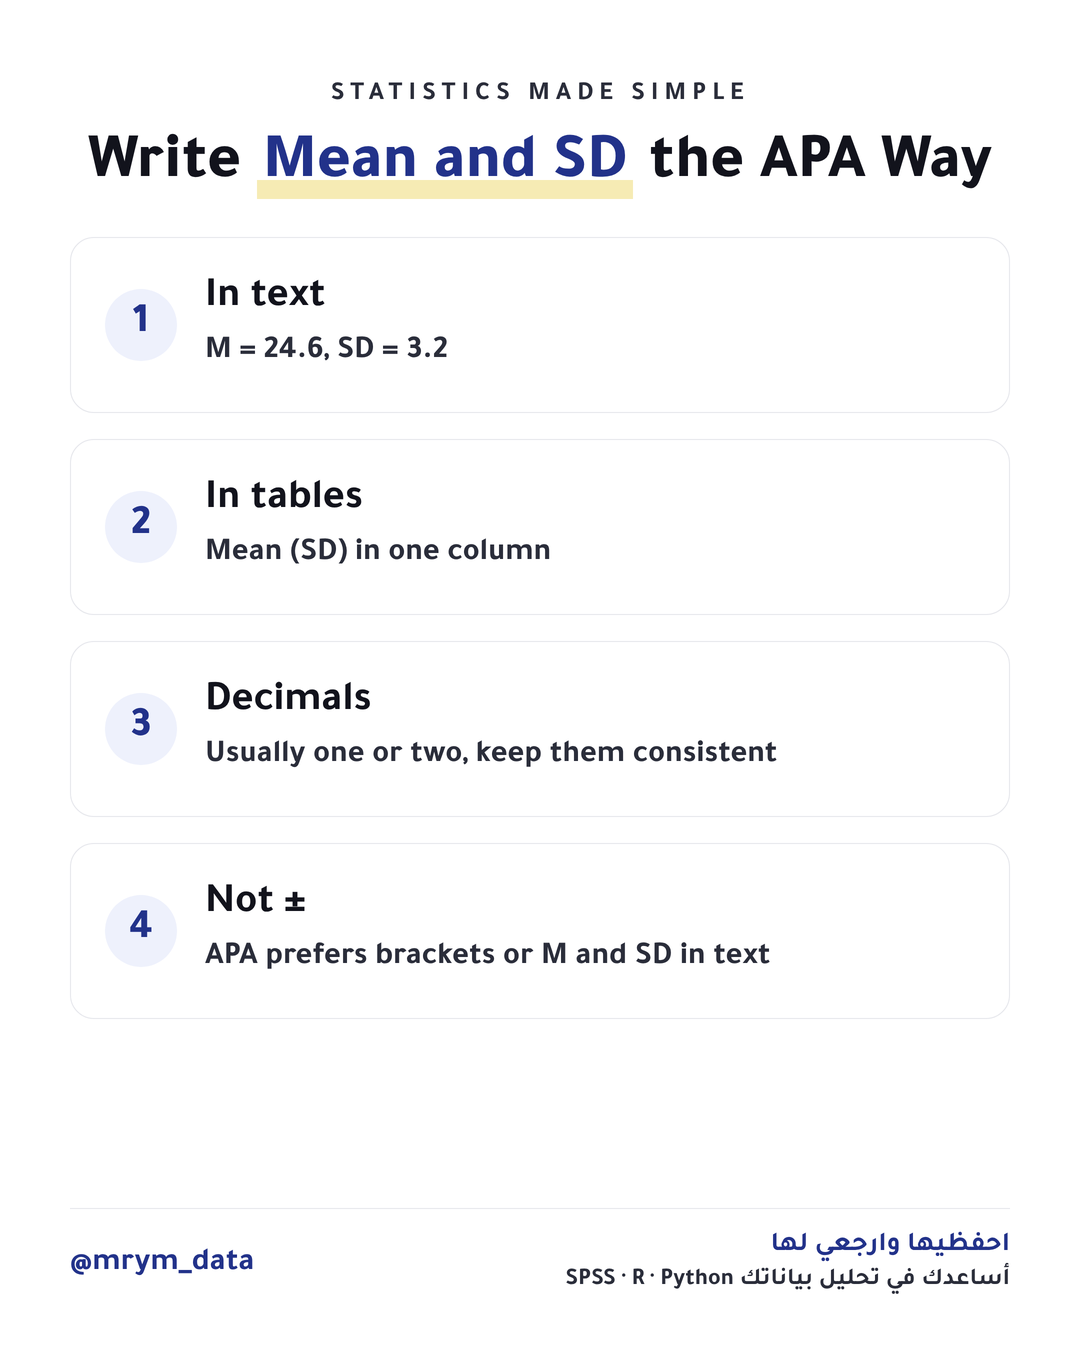 STATISTICS MADE SIMPLE
Write Mean and SD the APA Way
1
In text
M = 24.6, SD = 3.2
2
In tables
Mean (SD) in one column
3
Decimals
Usually one or two, keep them consistent
4
Not ±
APA prefers brackets or M and SD in text
@mrym_data
احفظيها وارجعي لها
أساعدك في تحليل بياناتك SPSS · R · Python